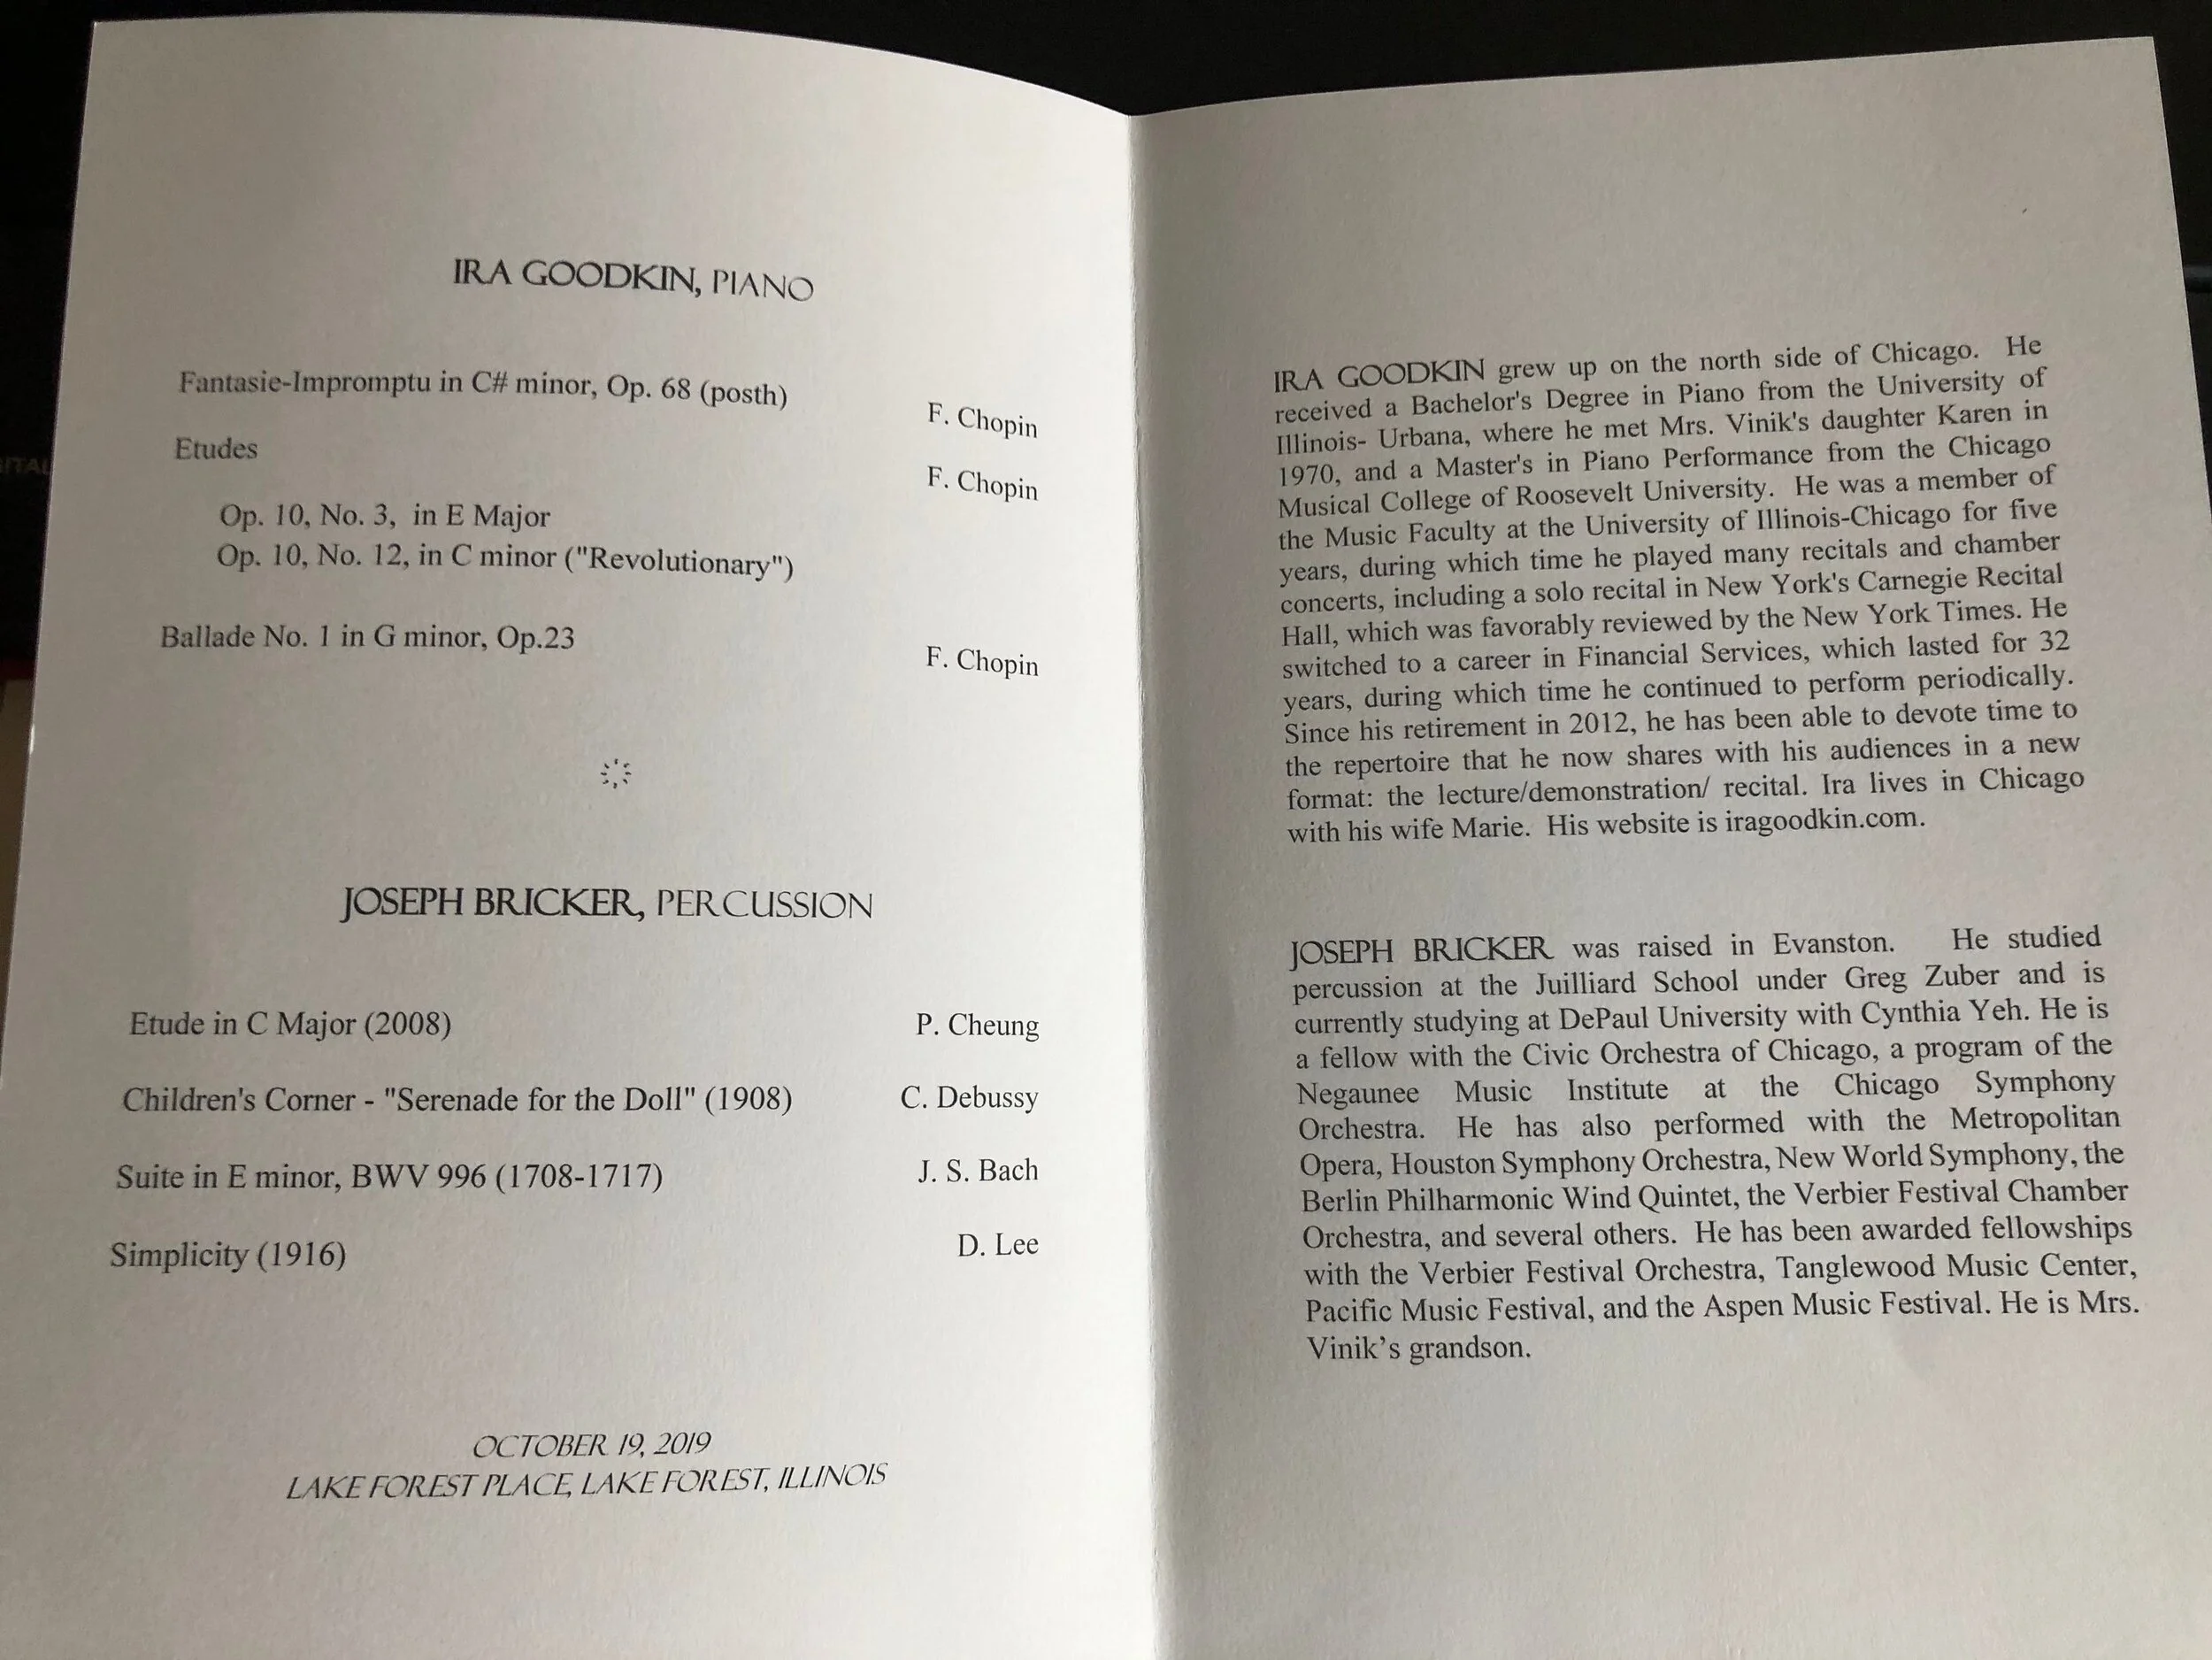 IRA GOODKIN, PIANO
Fantasie-Impromptu in C# minor, Op. 68 (posth) F. Chopin
Etudes F. Chopin
Op. 10, No. 3,  in E Major
Op. 10, No. 12, in C minor ("Revolutionary")
Ballade No. 1 in G minor, Op.23 F. Chopin
JOSEPH BRICKER, PERCUSSION
Etude in C Major (2008) P. Cheung
Children's Corner - "Serenade for the Doll" (1908) C. Debussy
Suite in E minor, BWV 996 (1708-1717) J. S. Bach
Simplicity (1916) D. Lee
OCTOBER 19, 2019
LAKE FOREST PLACE, LAKE FOREST, ILLINOIS
IRA GOODKIN grew up on the north side of Chicago. He
received a Bachelor's Degree in Piano from the University of
Illinois- Urbana, where he met Mrs. Vinik's daughter Karen in
1970, and a Master's in Piano Performance from the Chicago
Musical College of Roosevelt University. He was a member of
the Music Faculty at the University of Illinois-Chicago for five
years, during which time he played many recitals and chamber
concerts, including a solo recital in New York's Carnegie Recital
Hall, which was favorably reviewed by the New York Times. He
switched to a career in Financial Services, which lasted for 32
years, during which time he continued to perform periodically.
Since his retirement in 2012, he has been able to devote time to
the repertoire that he now shares with his audiences in a new
format: the lecture/demonstration/ recital. Ira lives in Chicago
with his wife Marie. His website is iragoodkin.com.
JOSEPH BRICKER was raised in Evanston. He studied
percussion at the Juilliard School under Greg Zuber and is
currently studying at DePaul University with Cynthia Yeh. He is
a fellow with the Civic Orchestra of Chicago, a program of the
Negaunee Music Institute at the Chicago Symphony
Orchestra. He has also performed with the Metropolitan
Opera, Houston Symphony Orchestra, New World Symphony, the
Berlin Philharmonic Wind Quintet, the Verbier Festival Chamber
Orchestra, and several others. He has been awarded fellowships
with the Verbier Festival Orchestra, Tanglewood Music Center,
Pacific Music Festival, and the Aspen Music Festival. He is Mrs.
Vinik’s grandson.